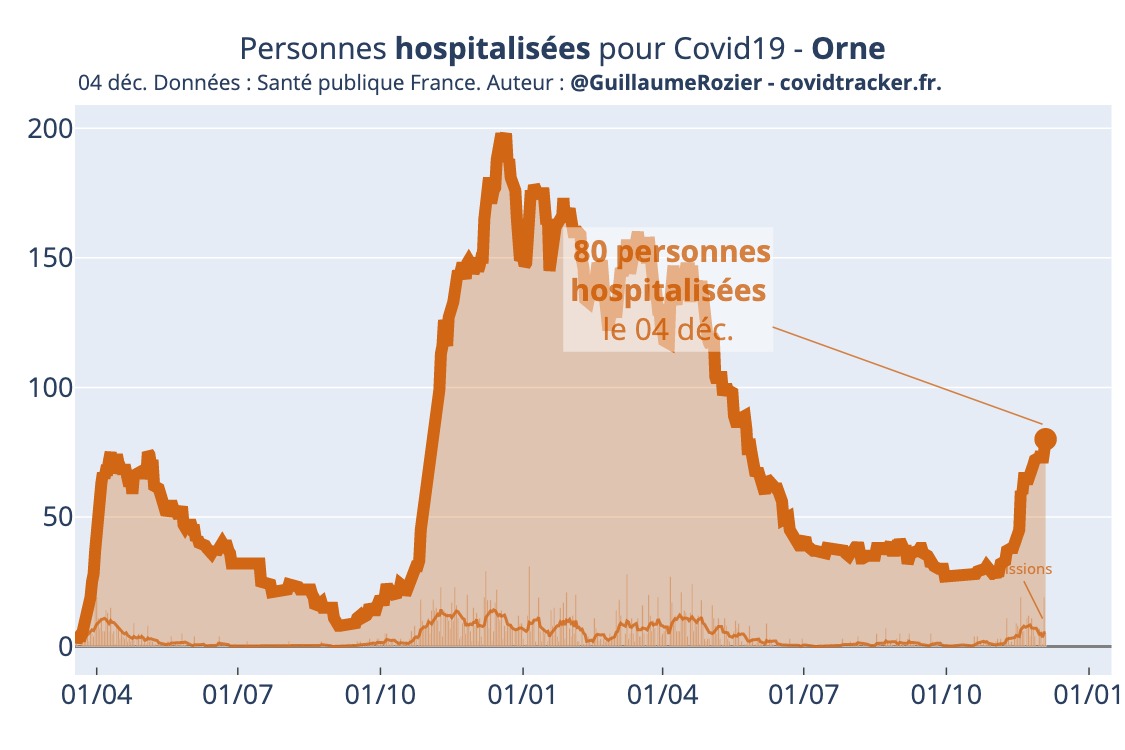 Personnes hospitalisées pour Covid19 - Orne
04 déc. Données : Santé publique France. Auteur : @GuillaumeRozier - covidtracker.fr.
200
150
100
50
0
80 personnes
hospitalisées
le 04 déc.
ssions
01/04 01/07 01/10 01/01 01/04 01/07 01/10 01/01